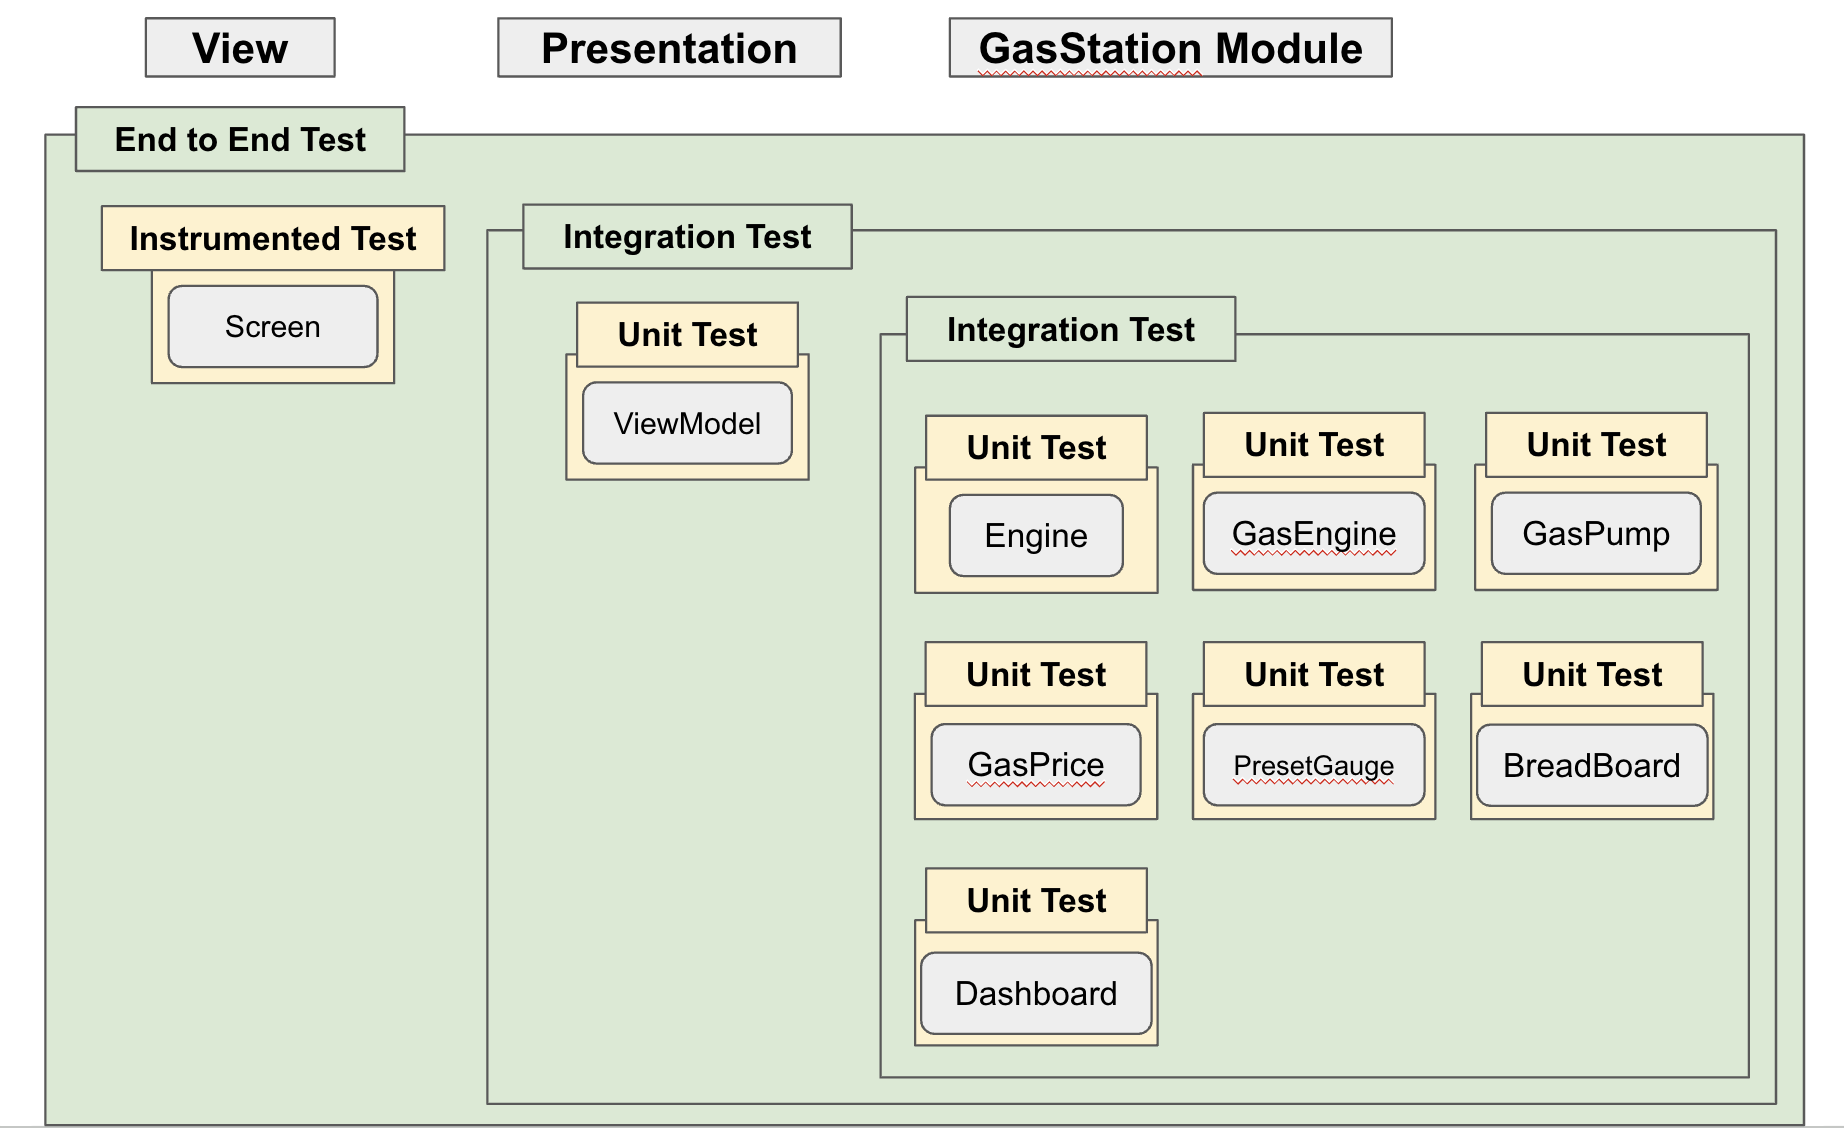 View
Presentation
GasStation Module
End to End Test
Instrumented Test
Screen
Integration Test
Unit Test
ViewModel
Integration Test
Unit Test
Engine
Unit Test
GasEngine
Unit Test
GasPump
Unit Test
GasPrice
Unit Test
PresetGauge
Unit Test
BreadBoard
Unit Test
Dashboard